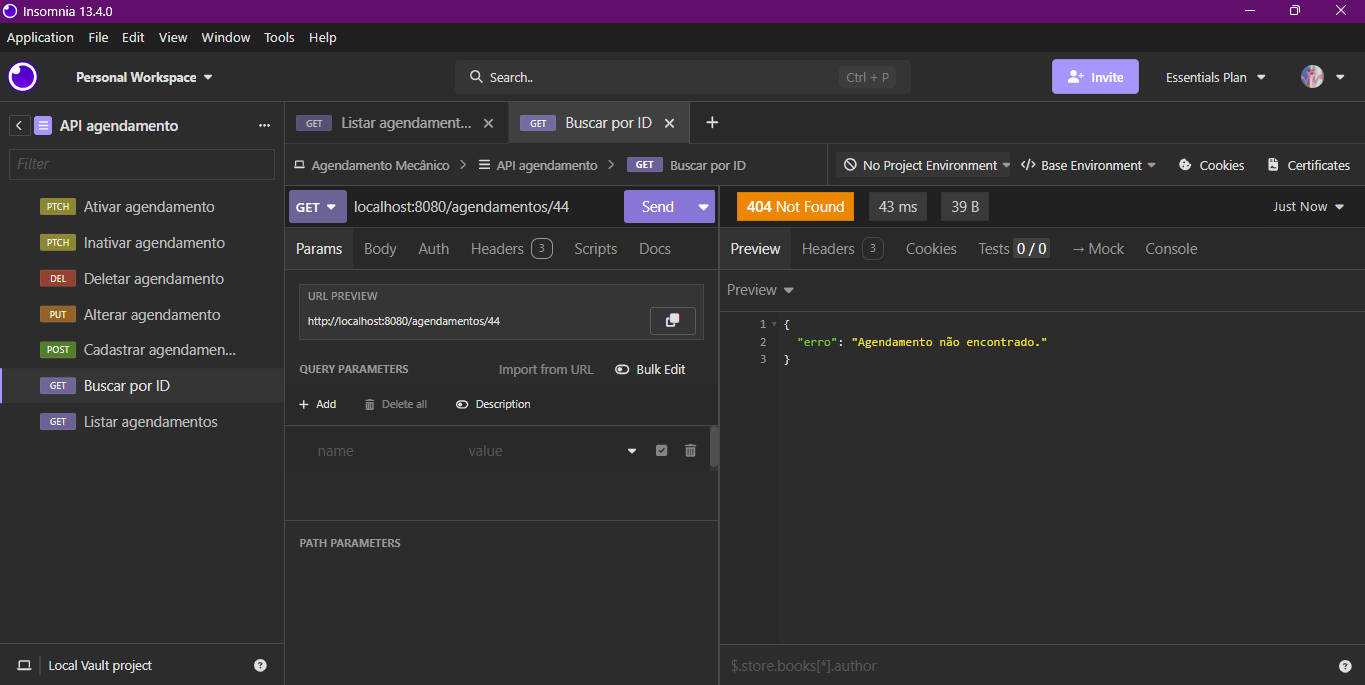 Insomnia 13.4.0
Application File Edit View Window Tools Help
Personal Workspace
Search..
Ctrl + P
Invite
Essentials Plan
API agendamento
GET Listar agendament...
GET Buscar por ID
Filter
Agendamento Mecânico
API agendamento
GET Buscar por ID
No Project Environment
Base Environment
Cookies
Certificates
PTCH Ativar agendamento
PTCH Inativar agendamento
DEL Deletar agendamento
PUT Alterar agendamento
POST Cadastrar agendamen...
GET Buscar por ID
GET Listar agendamentos
GET localhost:8080/agendamentos/44
Send
404 Not Found 43 ms 39 B
Just Now
Params Body Auth Headers 3 Scripts Docs
URL PREVIEW
http://localhost:8080/agendamentos/44
QUERY PARAMETERS Import from URL Bulk Edit
+ Add Delete all Description
name value
PATH PARAMETERS
Preview Headers 3 Cookies Tests 0 / 0 → Mock Console
Preview
1 {
2 "erro": "Agendamento não encontrado."
3 }
Local Vault project ?
$.store.books[*].author ?